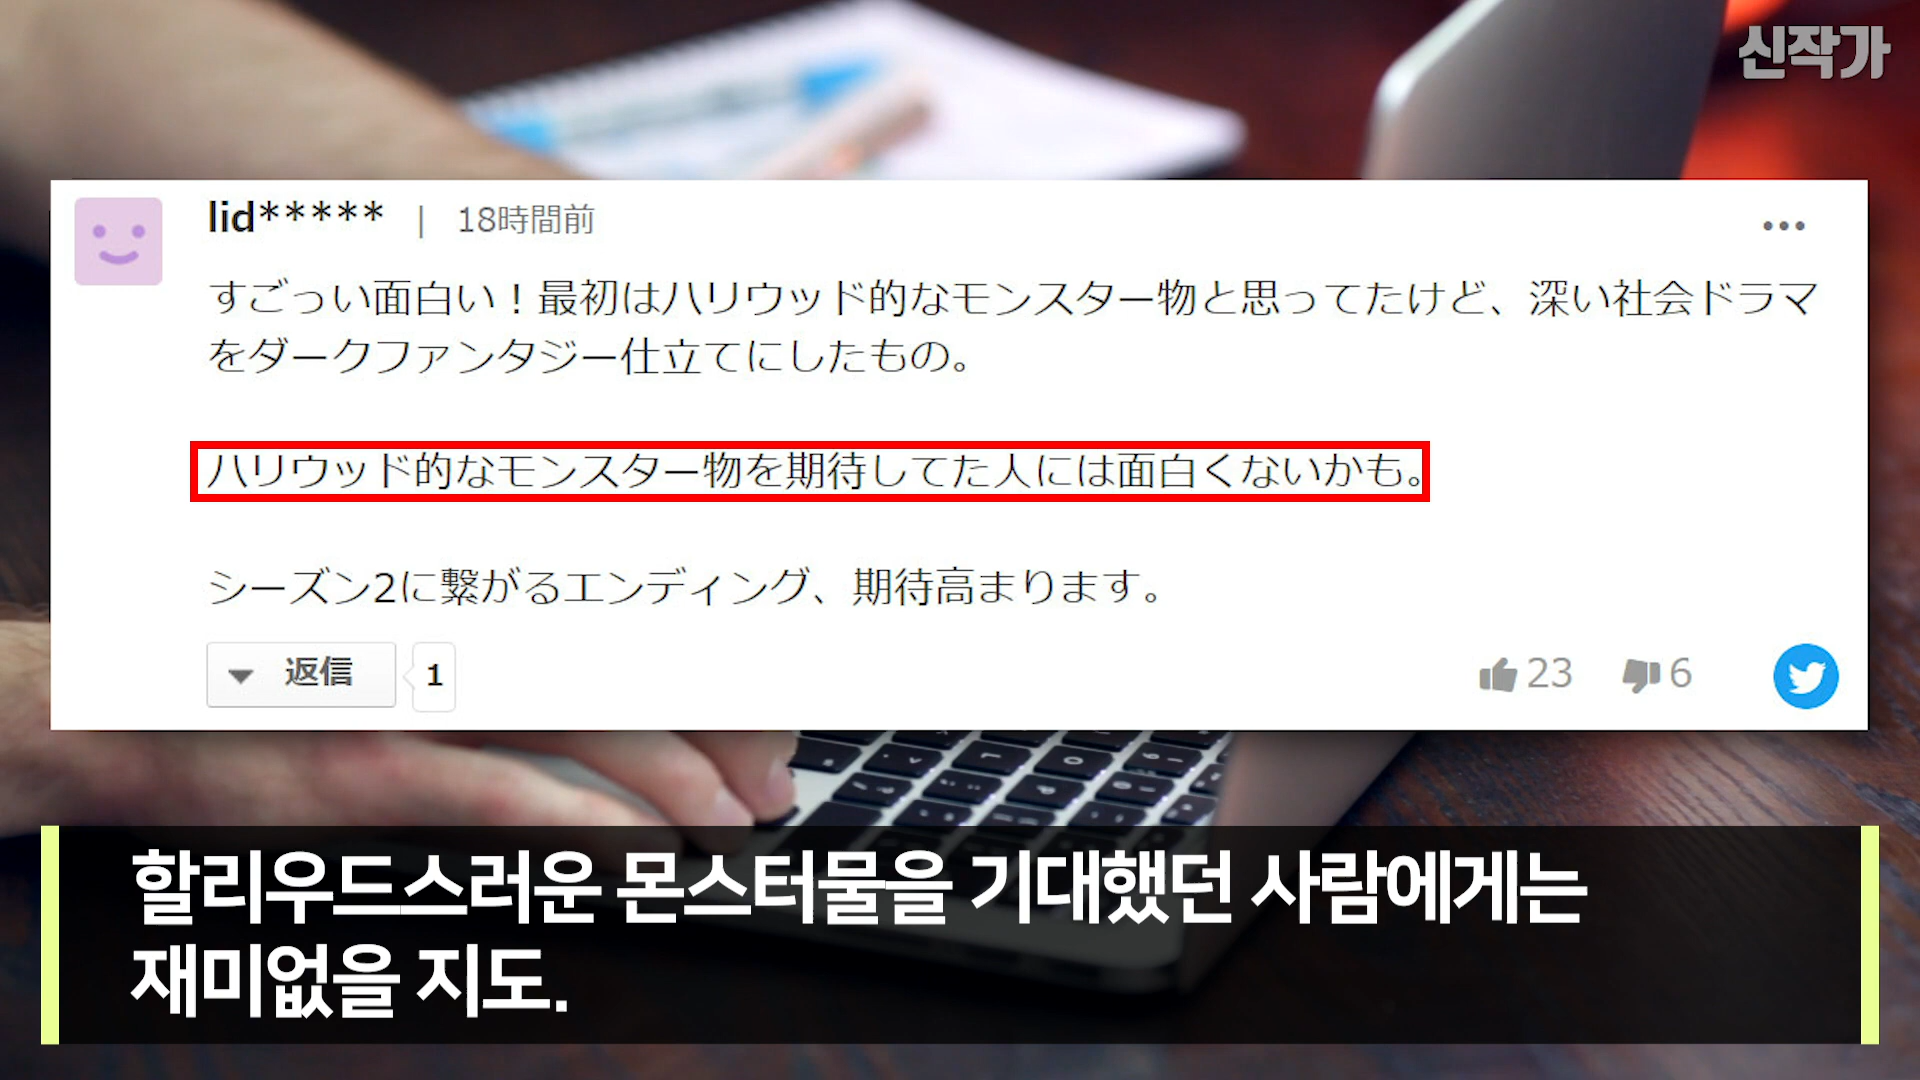 신작가
lid***** | 18時間前
すごっい面白い！最初はハリウッド的なモンスター物と思ってたけど、深い社会ドラマ
をダークファンタジー仕立てにしたもの。
ハリウッド的なモンスター物を期待してた人には面白くないかも。
シーズン2に繋がるエンディング、期待高まります。
返信 1 23 6
할리우드스러운 몬스터물을 기대했던 사람에게는
재미없을 지도.